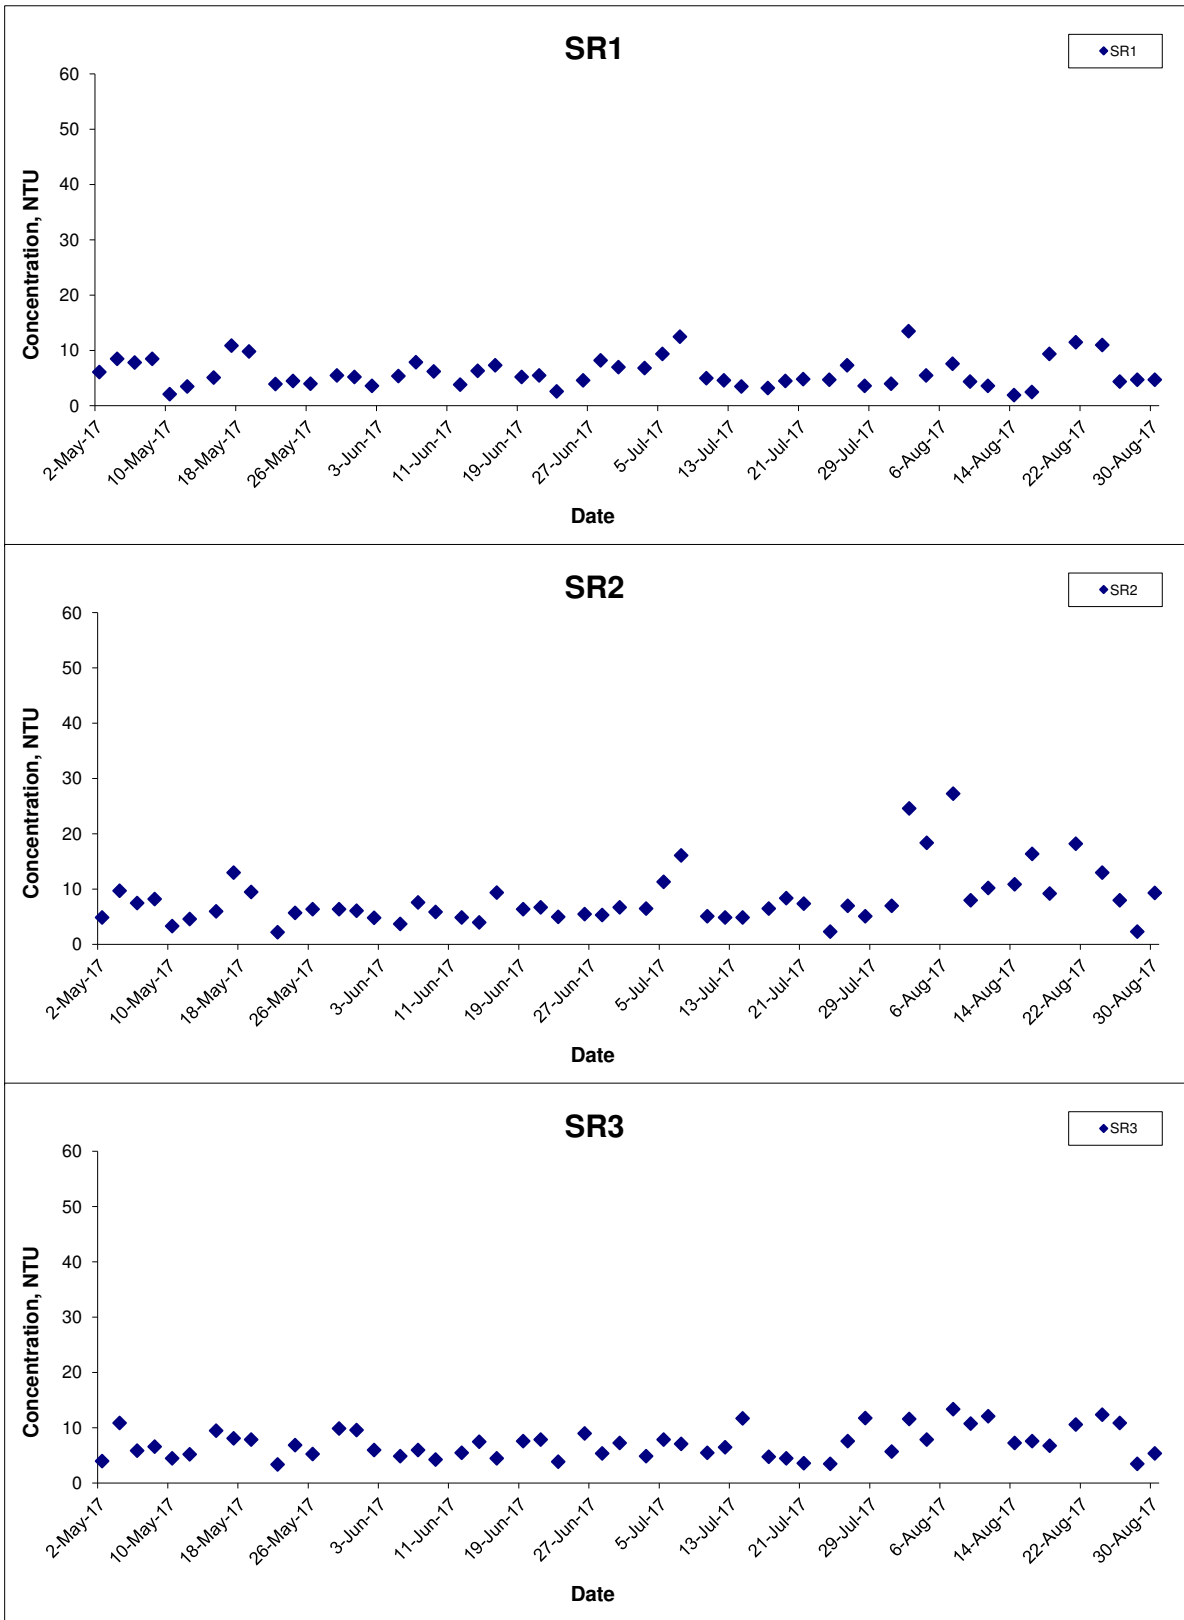 SR1
SR1
60
50
40
30
20
10
0
Concentration, NTU
2-May-17
10-May-17
18-May-17
26-May-17
3-Jun-17
11-Jun-17
19-Jun-17
27-Jun-17
5-Jul-17
13-Jul-17
21-Jul-17
29-Jul-17
6-Aug-17
14-Aug-17
22-Aug-17
30-Aug-17
Date
SR2
SR2
60
50
40
30
20
10
0
Concentration, NTU
2-May-17
10-May-17
18-May-17
26-May-17
3-Jun-17
11-Jun-17
19-Jun-17
27-Jun-17
5-Jul-17
13-Jul-17
21-Jul-17
29-Jul-17
6-Aug-17
14-Aug-17
22-Aug-17
30-Aug-17
Date
SR3
SR3
60
50
40
30
20
10
0
Concentration, NTU
2-May-17
10-May-17
18-May-17
26-May-17
3-Jun-17
11-Jun-17
19-Jun-17
27-Jun-17
5-Jul-17
13-Jul-17
21-Jul-17
29-Jul-17
6-Aug-17
14-Aug-17
22-Aug-17
30-Aug-17
Date